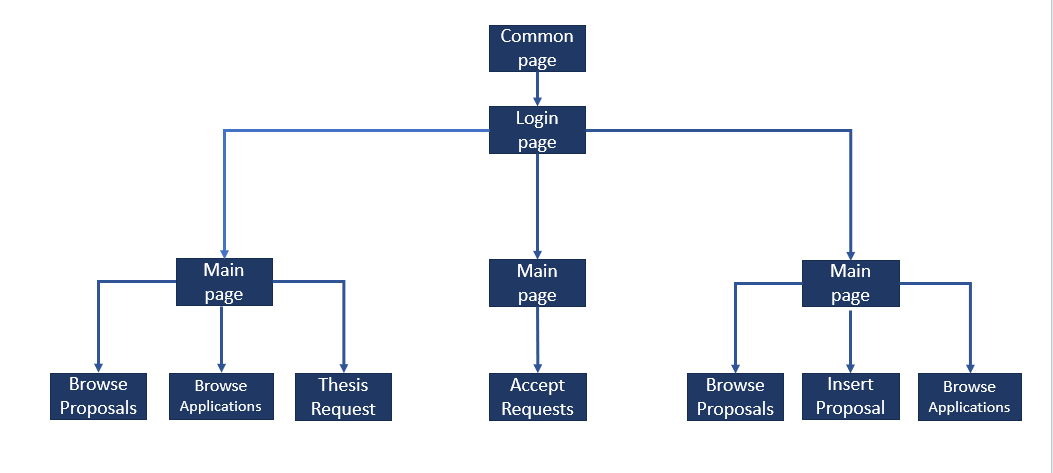 Common
page
Login
page
Main
page
Main
page
Main
page
Browse
Proposals
Browse
Applications
Thesis
Request
Accept
Requests
Browse
Proposals
Insert
Proposal
Browse
Applications